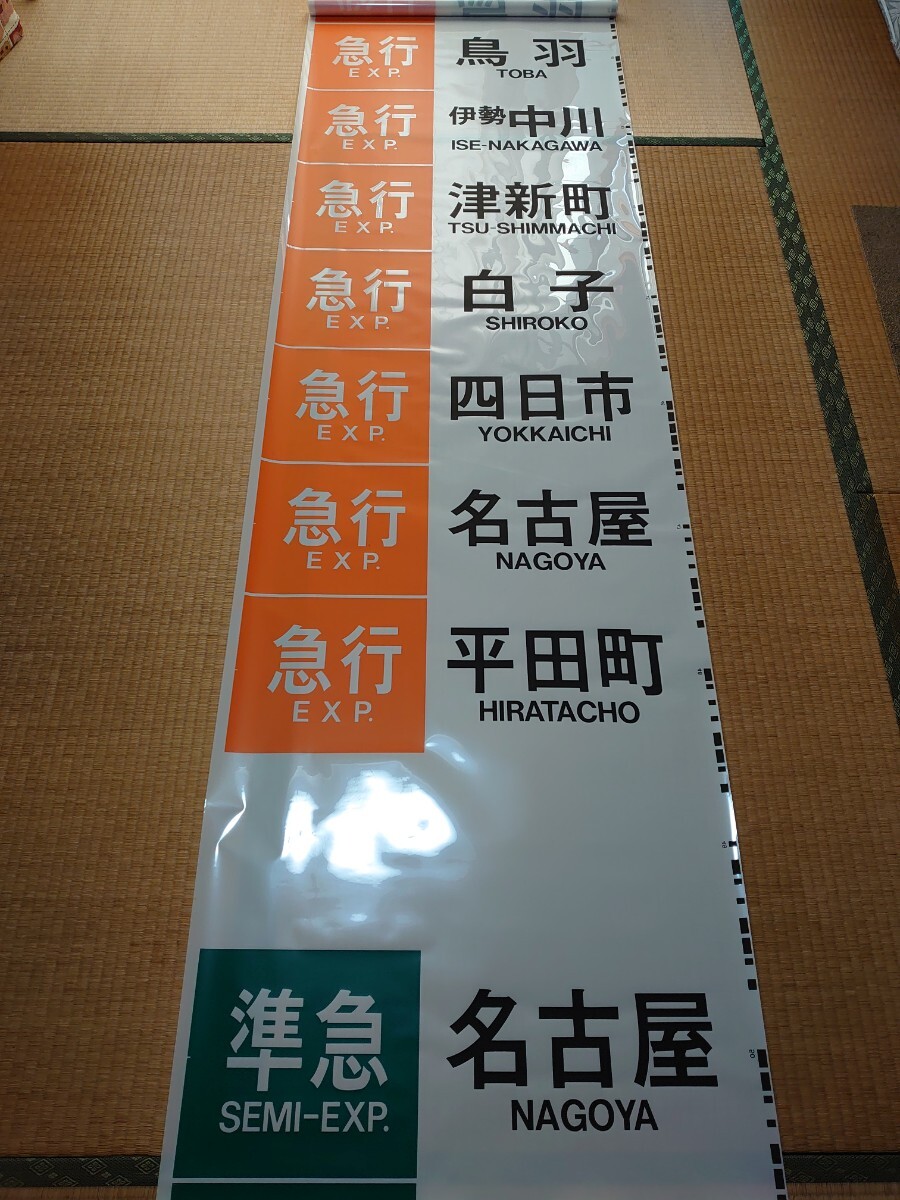 急行 鳥羽
EXP. TOBA
急行 伊勢中川
EXP. ISE-NAKAGAWA
急行 津新町
EXP. TSU-SHIMMACHI
急行 白子
EXP. SHIROKO
急行 四日市
EXP. YOKKAICHI
急行 名古屋
EXP. NAGOYA
急行 平田町
EXP. HIRATACHO
準急 名古屋
SEMI-EXP. NAGOYA